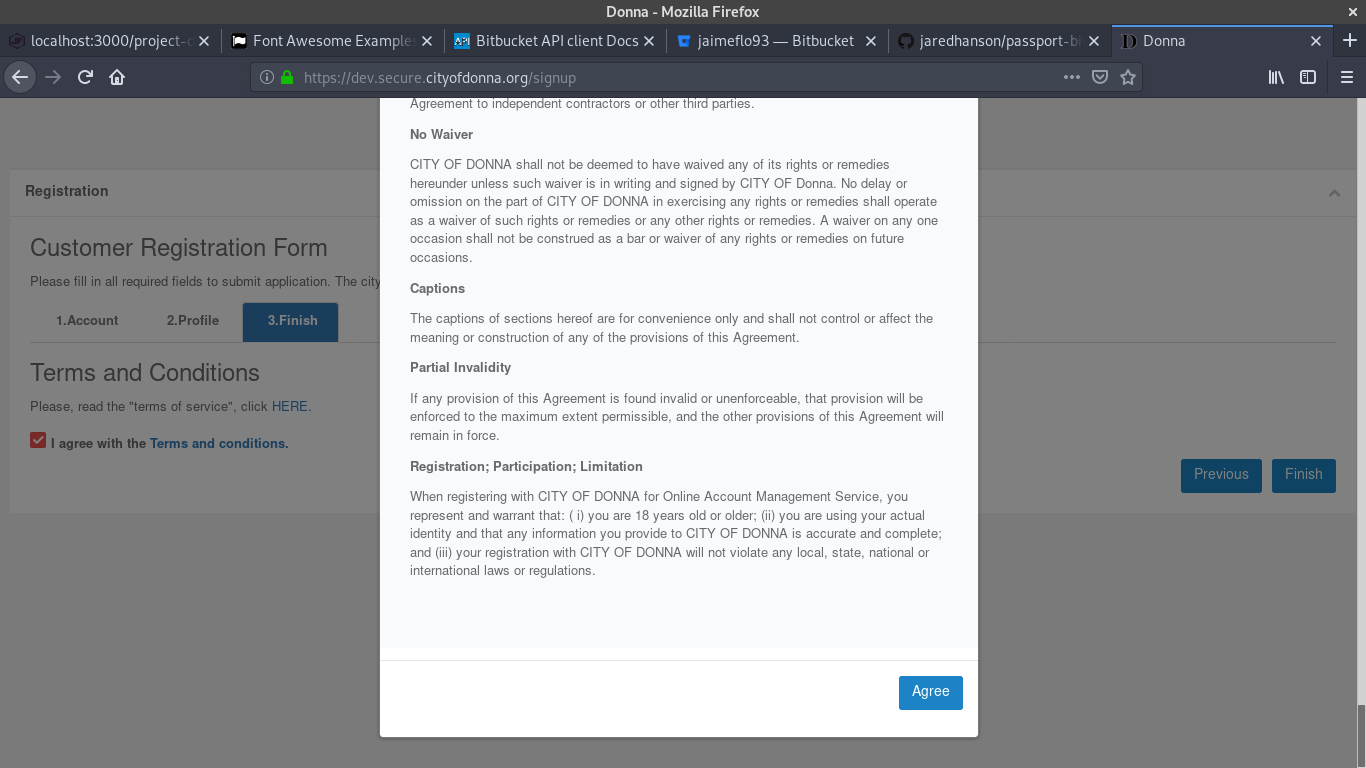 Donna - Mozilla Firefox
localhost:3000/project-
Font Awesome Example
Bitbucket API client Docs
jaimeflo93 — Bitbucket
jaredhanson/passport-bi
Donna
https://dev.secure.cityofdonna.org/signup
Agreement to independent contractors or other third parties.
No Waiver
CITY OF DONNA shall not be deemed to have waived any of its rights or remedies
hereunder unless such waiver is in writing and signed by CITY OF Donna. No delay or
omission on the part of CITY OF DONNA in exercising any rights or remedies shall operate
as a waiver of such rights or remedies or any other rights or remedies. A waiver on any one
occasion shall not be construed as a bar or waiver of any rights or remedies on future
occasions.
Captions
The captions of sections hereof are for convenience only and shall not control or affect the
meaning or construction of any of the provisions of this Agreement.
Partial Invalidity
If any provision of this Agreement is found invalid or unenforceable, that provision will be
enforced to the maximum extent permissible, and the other provisions of this Agreement will
remain in force.
Registration; Participation; Limitation
When registering with CITY OF DONNA for Online Account Management Service, you
represent and warrant that: ( i) you are 18 years old or older; (ii) you are using your actual
identity and that any information you provide to CITY OF DONNA is accurate and complete;
and (iii) your registration with CITY OF DONNA will not violate any local, state, national or
international laws or regulations.
Agree
Registration
Customer Registration Form
Please fill in all required fields to submit application. The city
1.Account
2.Profile
3.Finish
Terms and Conditions
Please, read the "terms of service", click HERE.
I agree with the Terms and conditions.
Previous
Finish